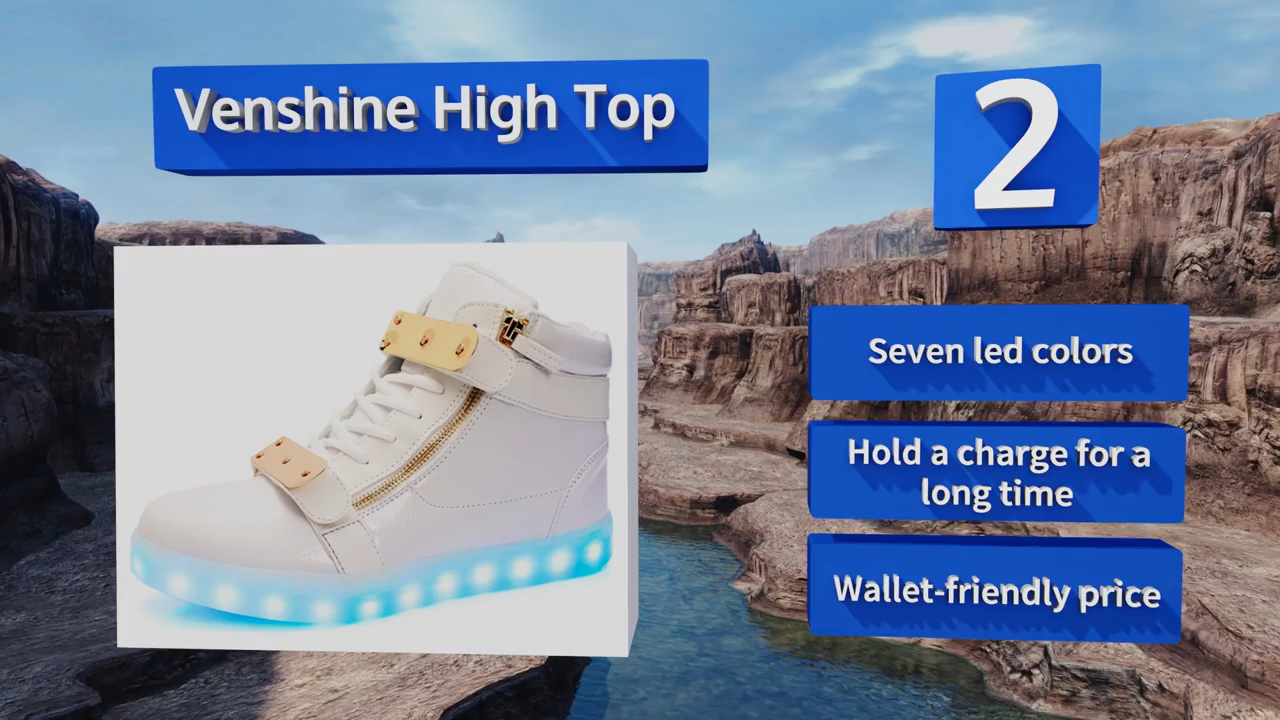 Venshine High Top
2
Seven led colors
Hold a charge for a
long time
Wallet-friendly price